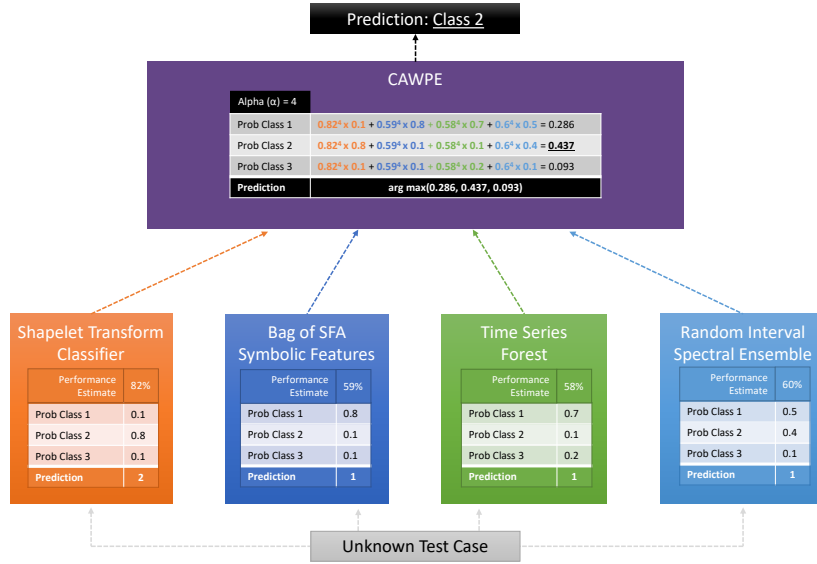 Prediction: Class 2
CAWPE
Alpha (α) = 4
Prob Class 1 0.82⁴ x 0.1 + 0.59⁴ x 0.8 + 0.58⁴ x 0.7 + 0.6⁴ x 0.5 = 0.286
Prob Class 2 0.82⁴ x 0.8 + 0.59⁴ x 0.1 + 0.58⁴ x 0.1 + 0.6⁴ x 0.4 = 0.437
Prob Class 3 0.82⁴ x 0.1 + 0.59⁴ x 0.1 + 0.58⁴ x 0.2 + 0.6⁴ x 0.1 = 0.093
Prediction arg max(0.286, 0.437, 0.093)
Shapelet Transform
Classifier
Performance
Estimate 82%
Prob Class 1 0.1
Prob Class 2 0.8
Prob Class 3 0.1
Prediction 2
Bag of SFA
Symbolic Features
Performance
Estimate 59%
Prob Class 1 0.8
Prob Class 2 0.1
Prob Class 3 0.1
Prediction 1
Time Series
Forest
Performance
Estimate 58%
Prob Class 1 0.7
Prob Class 2 0.1
Prob Class 3 0.2
Prediction 1
Random Interval
Spectral Ensemble
Performance
Estimate 60%
Prob Class 1 0.5
Prob Class 2 0.4
Prob Class 3 0.1
Prediction 1
Unknown Test Case